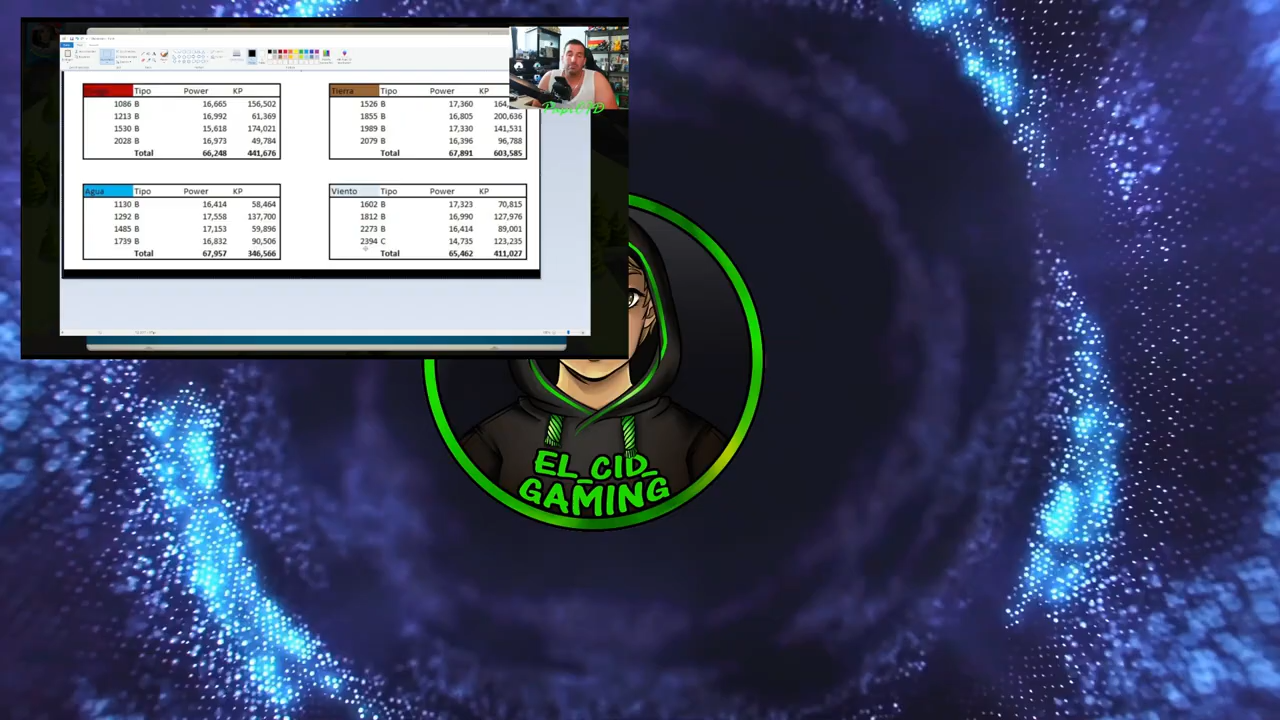 Tipo Power KP
1086 B 16,665 156,502
1213 B 16,992 61,369
1530 B 15,618 174,021
2028 B 16,973 49,784
Total 66,248 441,676
Tierra Tipo Power KP
1526 B 17,360 164,
1855 B 16,805 200,636
1989 B 17,330 141,531
2079 B 16,396 96,788
Total 67,891 603,585
Agua Tipo Power KP
1130 B 16,414 58,464
1292 B 17,558 137,700
1485 B 17,153 59,896
1739 B 16,832 90,506
Total 67,957 346,566
Viento Tipo Power KP
1602 B 17,323 70,815
1812 B 16,990 127,976
2273 B 16,414 89,001
2394 C 14,735 123,235
Total 65,462 411,027
EL_CID_
GAMING